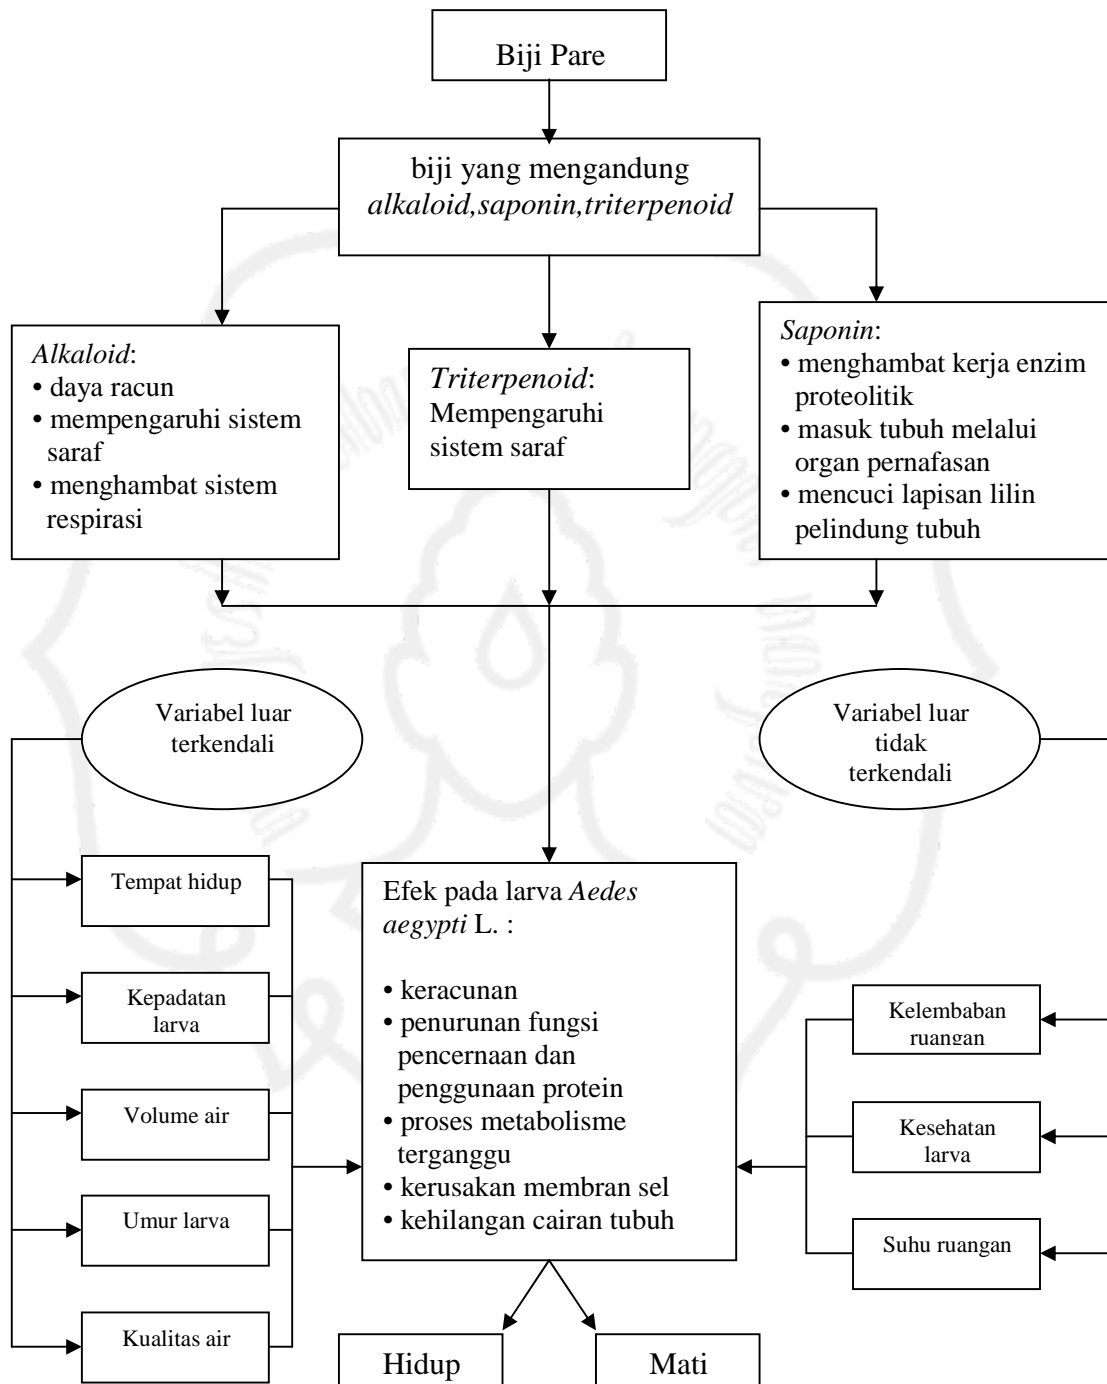 Biji Pare
biji yang mengandung
alkaloid,saponin,triterpenoid
Alkaloid:
• daya racun
• mempengaruhi sistem
saraf
• menghambat sistem
respirasi
Triterpenoid:
Mempengaruhi
sistem saraf
Saponin:
• menghambat kerja enzim
proteolitik
• masuk tubuh melalui
organ pernafasan
• mencuci lapisan lilin
pelindung tubuh
Variabel luar
terkendali
Variabel luar
tidak
terkendali
Tempat hidup
Kepadatan
larva
Volume air
Umur larva
Kualitas air
Efek pada larva Aedes
aegypti L. :
• keracunan
• penurunan fungsi
pencernaan dan
penggunaan protein
• proses metabolisme
terganggu
• kerusakan membran sel
• kehilangan cairan tubuh
Kelembaban
ruangan
Kesehatan
larva
Suhu ruangan
Hidup
Mati